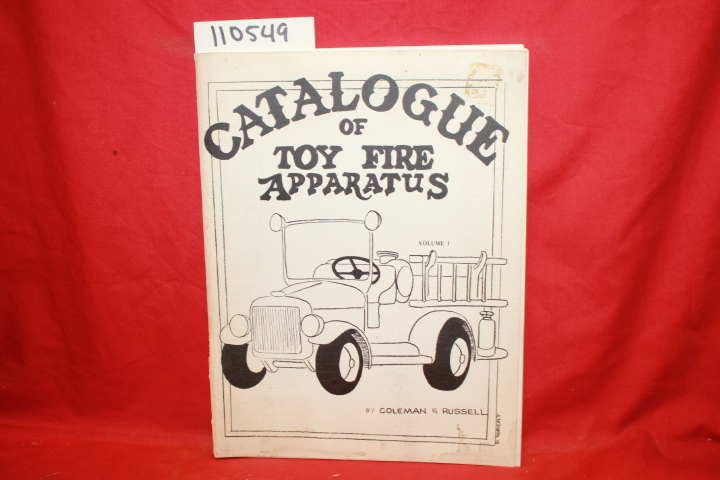 110549
CATALOGUE
OF
TOY FIRE
APPARATUS
VOLUME I
BY COLEMAN & RUSSELL